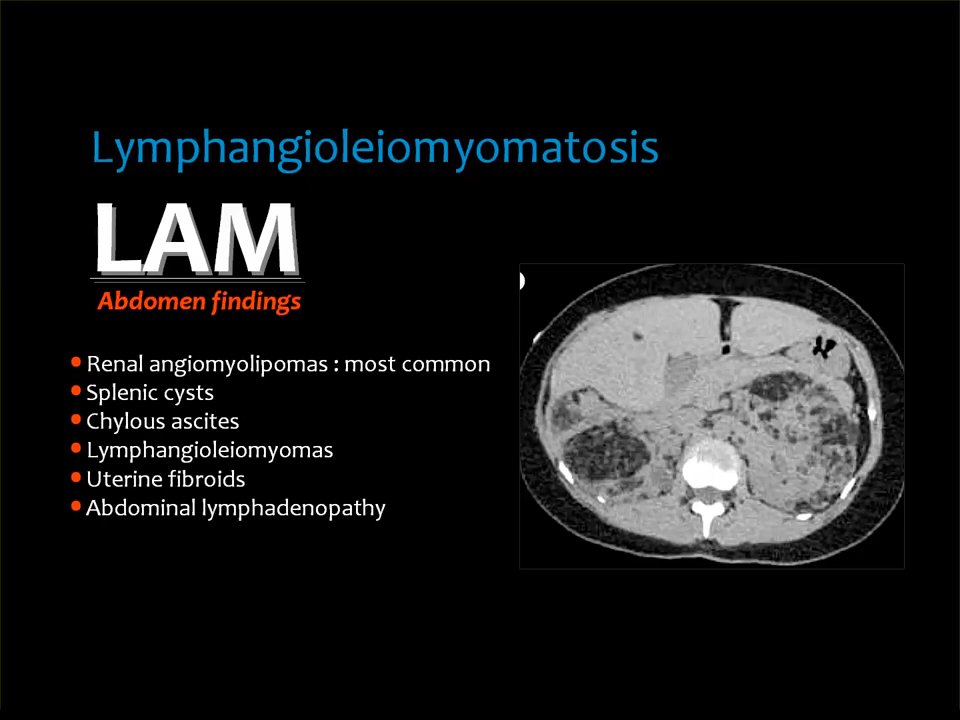 Lymphangioleiomyomatosis
LAM
Abdomen findings
• Renal angiomyolipomas : most common
• Splenic cysts
• Chylous ascites
• Lymphangioleiomyomas
• Uterine fibroids
• Abdominal lymphadenopathy